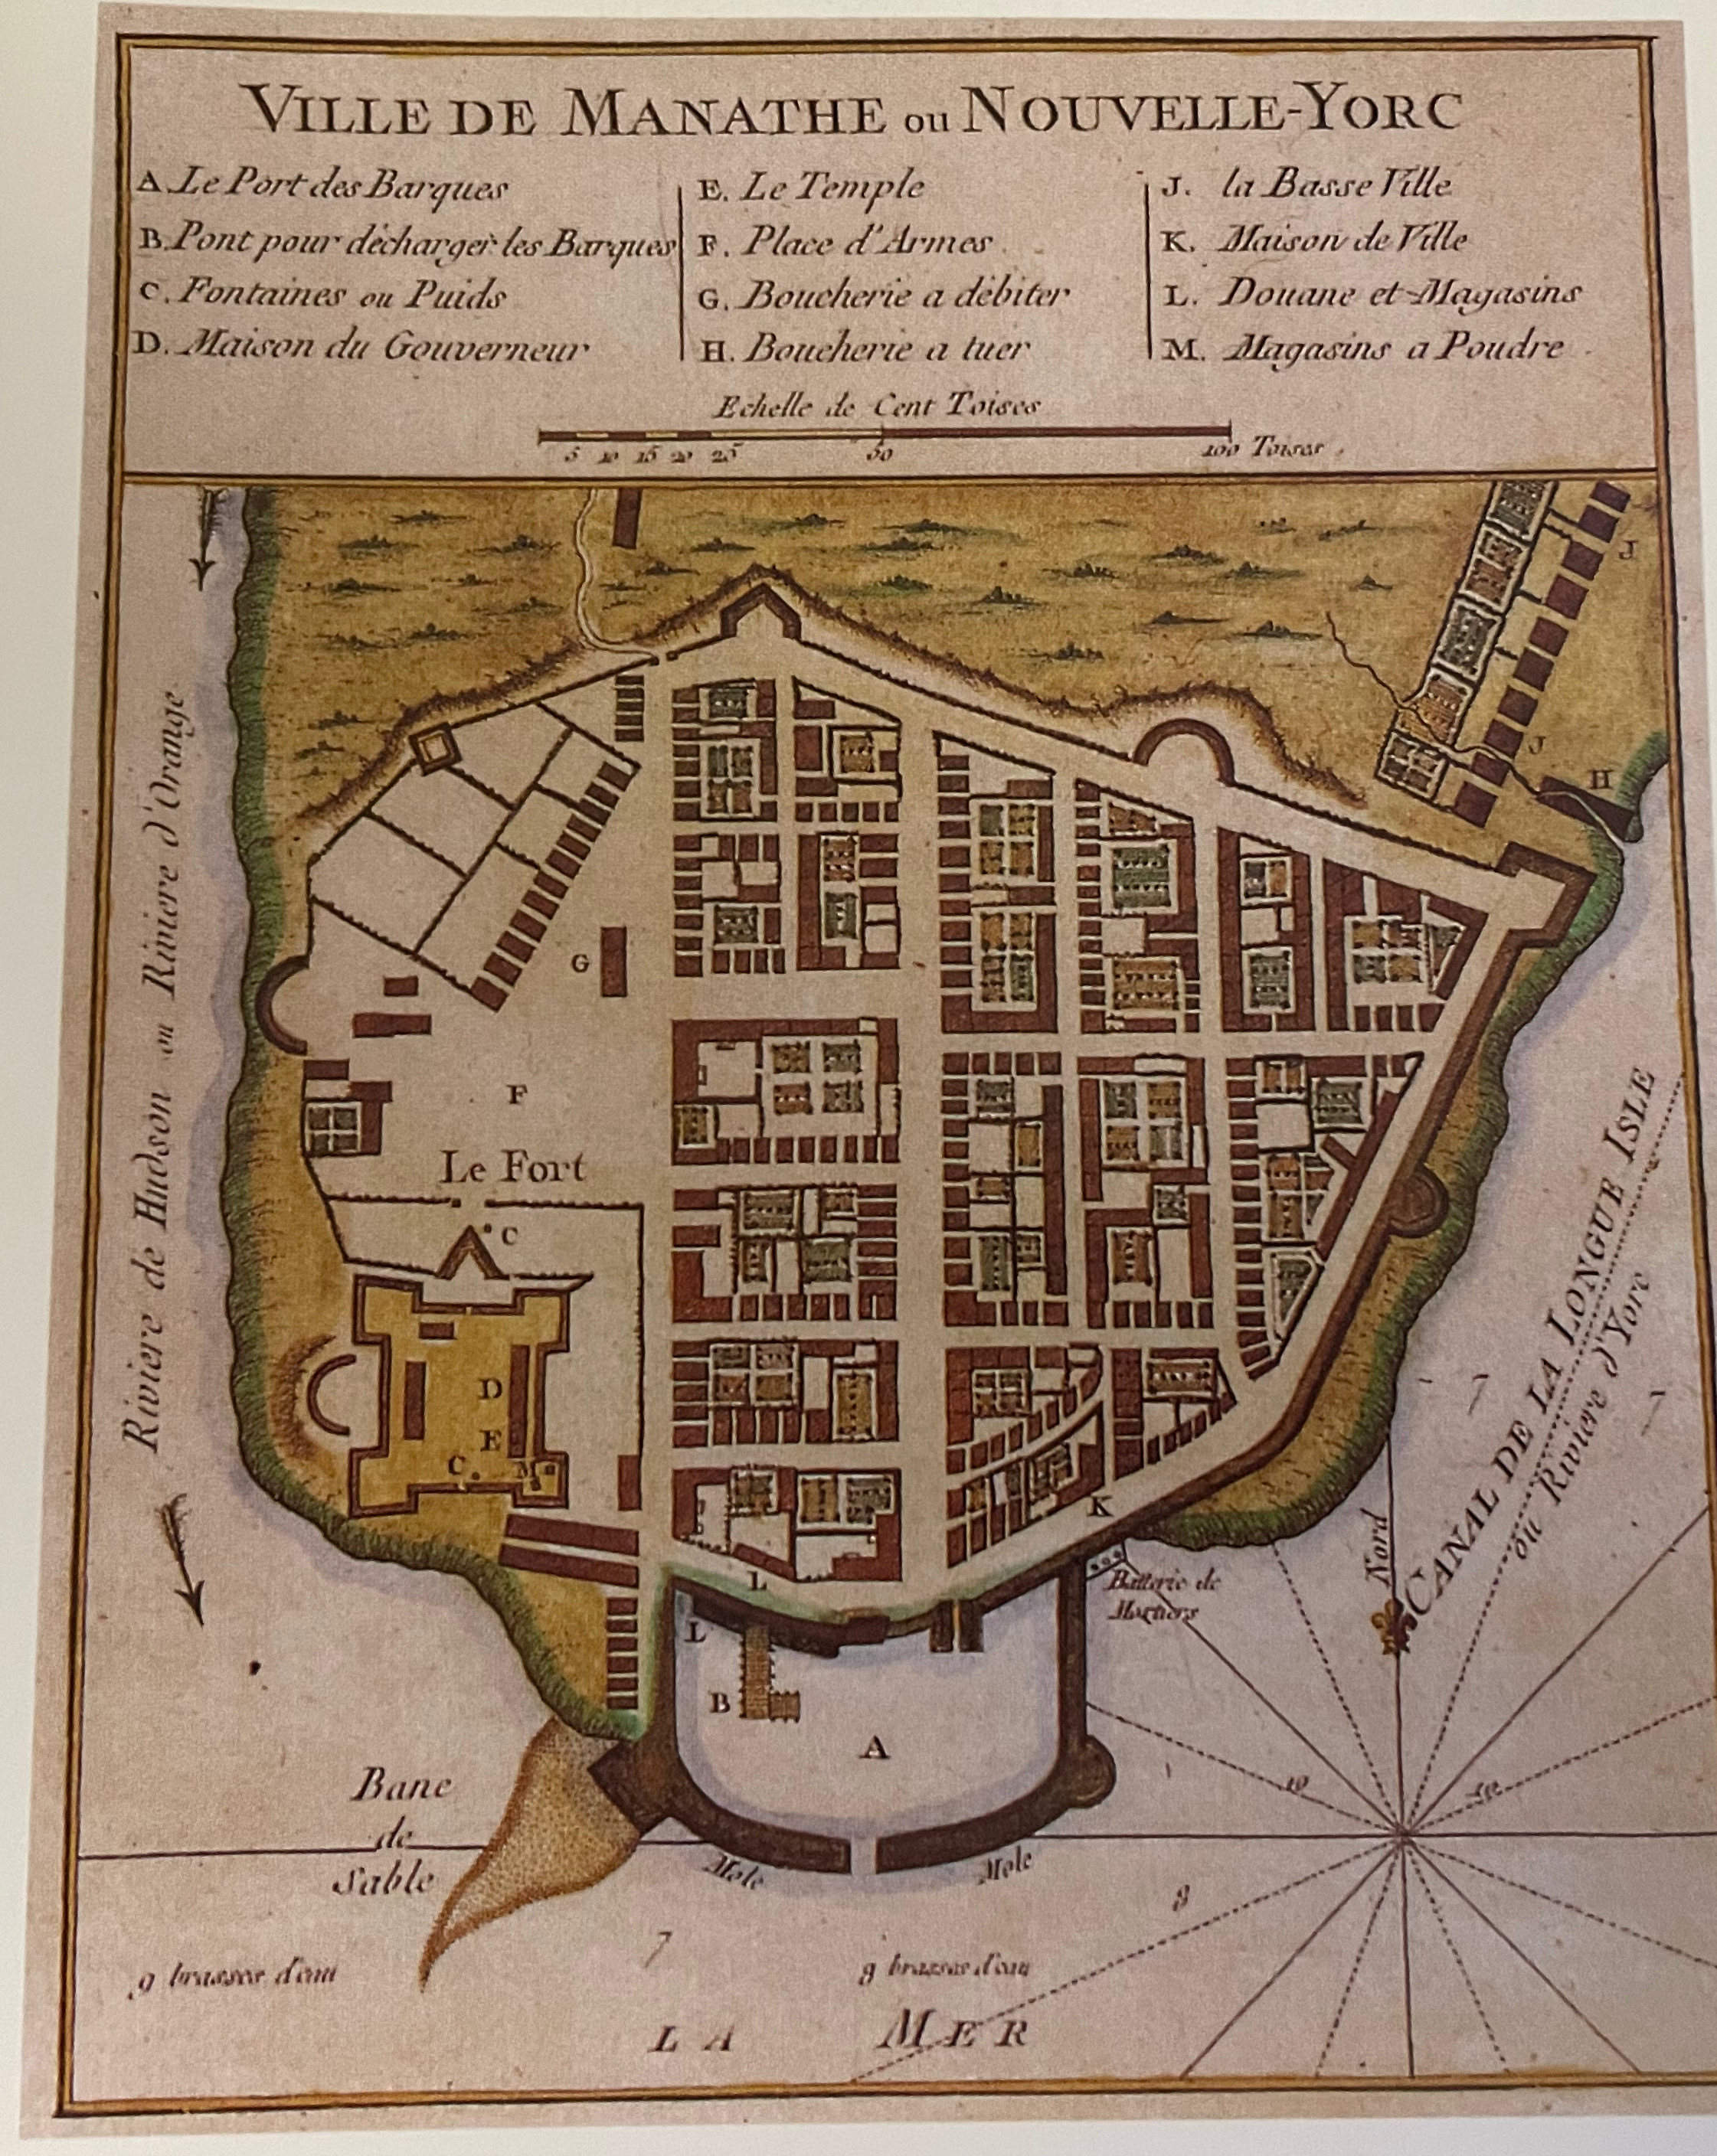 VILLE DE MANATHE ou NOUVELLE-YORC
A. Le Port des Barques
B. Pont pour décharger les Barques
C. Fontaines ou Puids
D. Maison du Gouverneur
E. Le Temple
F. Place d'Armes
G. Boucherie a débiter
H. Boucherie a tuer
J. la Basse Ville
K. Maison de Ville
L. Douane et Magasins
M. Magasins a Poudre
Echelle de Cent Toises
5 10 15 20 25 50 100 Toises
J
J
H
Riviere de Hudson ou Riviere d'Orange
G
F
Le Fort
C
D
E
C.
M
K
L
L
B
A
Batterie de
Mortiers
Nord
CANAL DE LA LONGUE ISLE
ou Riviere d'Yorc
7
7
10
10
Banc
de
Sable
Mole
Mole
8
7
9 brasses d'eau
9 brasses d'eau
LA MER